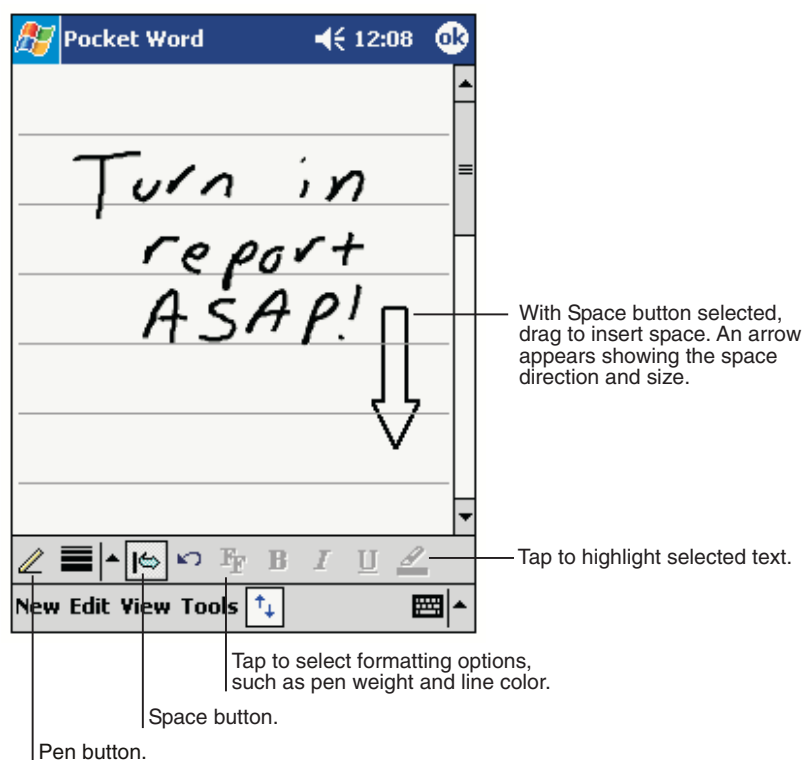 Pocket Word 12:08 ok
Turn in
report
ASAP!
With Space button selected,
drag to insert space. An arrow
appears showing the space
direction and size.
FF B I U
Tap to highlight selected text.
New Edit View Tools
Tap to select formatting options,
such as pen weight and line color.
Space button.
Pen button.